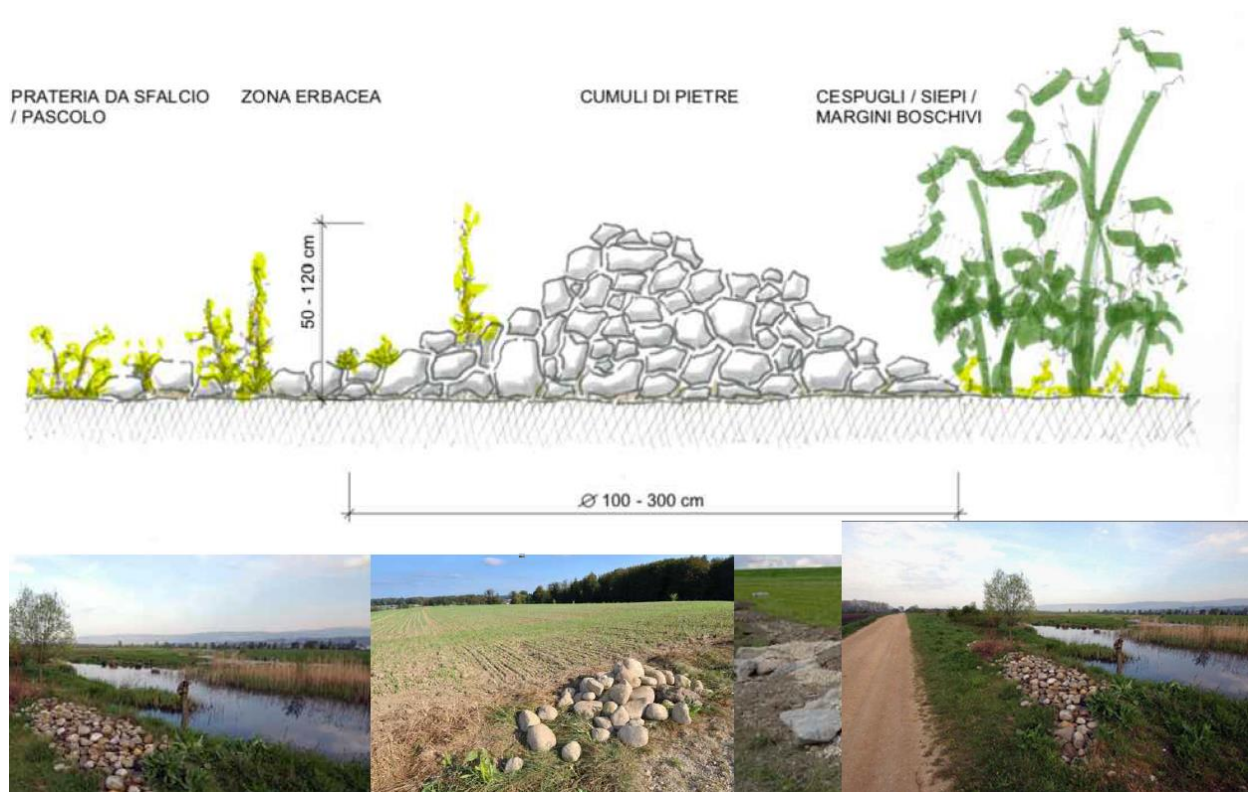 PRATERIA DA SFALCIO
/ PASCOLO
ZONA ERBACEA
CUMULI DI PIETRE
CESPUGLI / SIEPI /
MARGINI BOSCHIVI
50 - 120 cm
Ø 100 - 300 cm